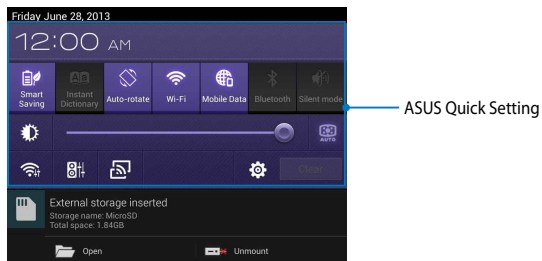 Friday June 28, 2013
12:00 AM
Smart Saving
Instant Dictionary
Auto-rotate
Wi-Fi
Mobile Data
Bluetooth
Silent mode
ASUS Quick Setting
AUTO
Clear
External storage inserted
Storage name: MicroSD
Total space: 1.84GB
Open
Unmount